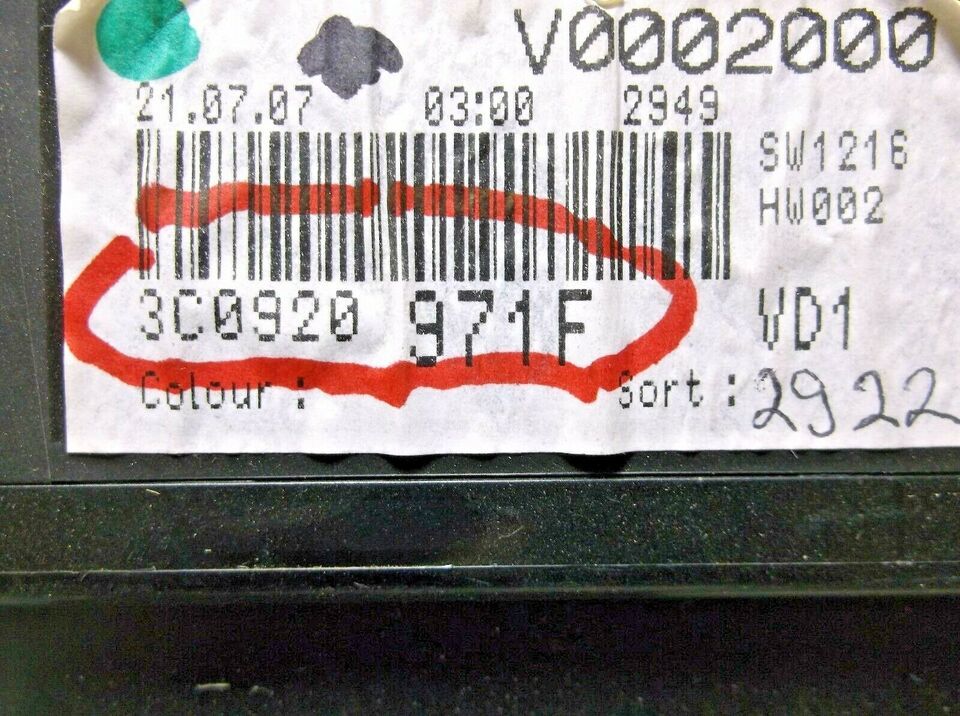 V0002000
21.07.07 03:00 2949
SW1216
HW002
3C0920 971F VD1
Colour : Sort : 2922